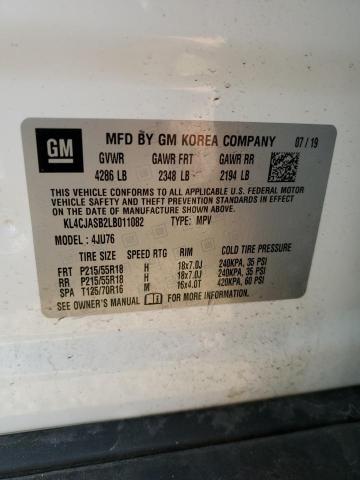 GM
MFD BY GM KOREA COMPANY 07/19
GVWR GAWR FRT GAWR RR
4286 LB 2348 LB 2194 LB
THIS VEHICLE CONFORMS TO ALL APPLICABLE U.S. FEDERAL MOTOR
VEHICLE SAFETY AND THEFT PREVENTION STANDARDS IN EFFECT ON
THE DATE OF MANUFACTURE SHOWN ABOVE.
KL4CJASB2LB011082 TYPE: MPV
MODEL : 4JU76
TIRE SIZE SPEED RTG RIM COLD TIRE PRESSURE
FRT P215/55R18 H 18x7.0J 240KPA, 35 PSI
RR P215/55R18 H 18x7.0J 240KPA, 35 PSI
SPA T125/70R16 M 16x4.0T 420KPA, 60 PSI
SEE OWNER'S MANUAL FOR MORE INFORMATION